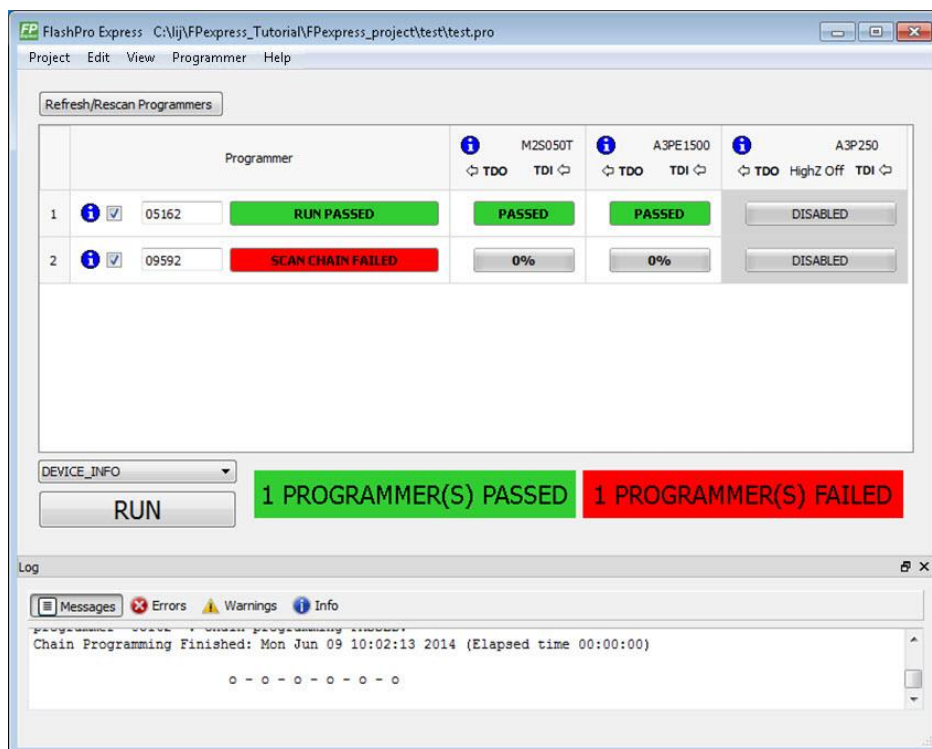 FP FlashPro Express C:\lij\FPexpress_Tutorial\FPexpress_project\test\test.pro
Project Edit View Programmer Help
Refresh/Rescan Programmers
Programmer
i M2S050T i A3PE1500 i A3P250
⇦ TDO TDI ⇦ ⇦ TDO TDI ⇦ ⇦ TDO HighZ Off TDI ⇦
1 i 05162 RUN PASSED PASSED PASSED DISABLED
2 i 09592 SCAN CHAIN FAILED 0% 0% DISABLED
DEVICE_INFO
RUN
1 PROGRAMMER(S) PASSED 1 PROGRAMMER(S) FAILED
Log
Messages Errors Warnings Info
Chain Programming Finished: Mon Jun 09 10:02:13 2014 (Elapsed time 00:00:00)
o - o - o - o - o - o